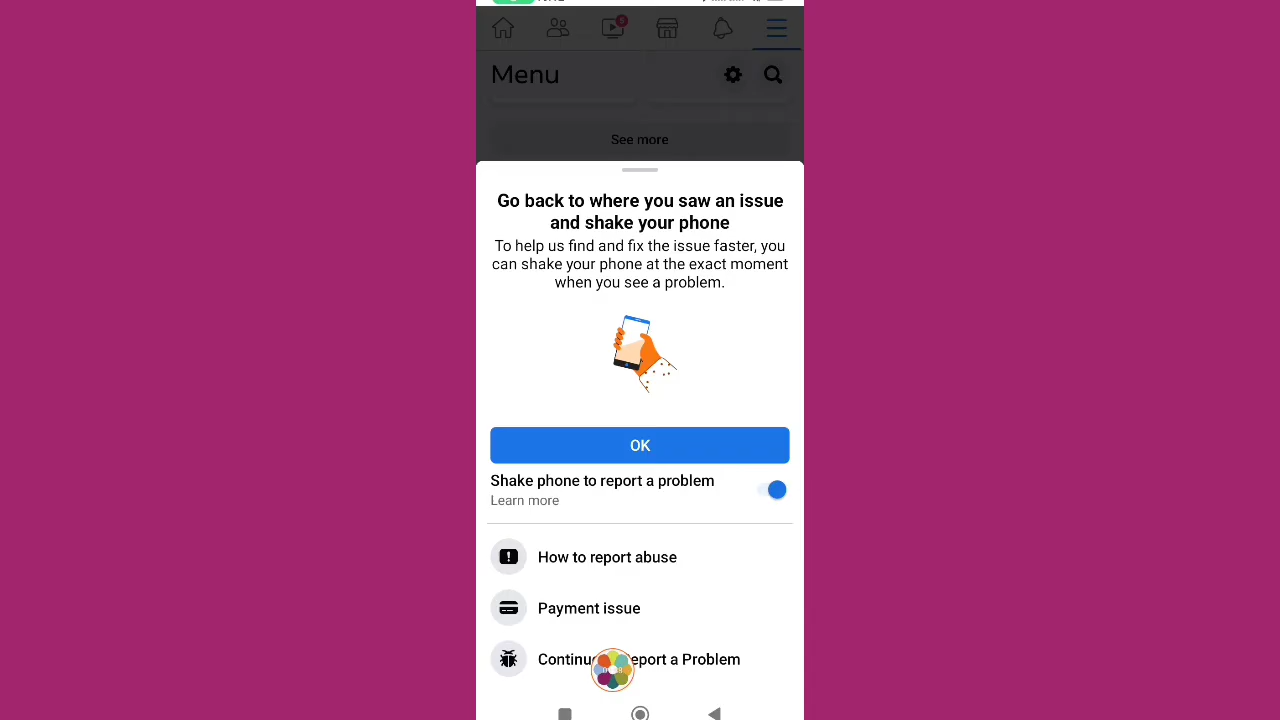 Menu
See more
Go back to where you saw an issue
and shake your phone
To help us find and fix the issue faster, you
can shake your phone at the exact moment
when you see a problem.
OK
Shake phone to report a problem
Learn more
How to report abuse
Payment issue
Report a Problem